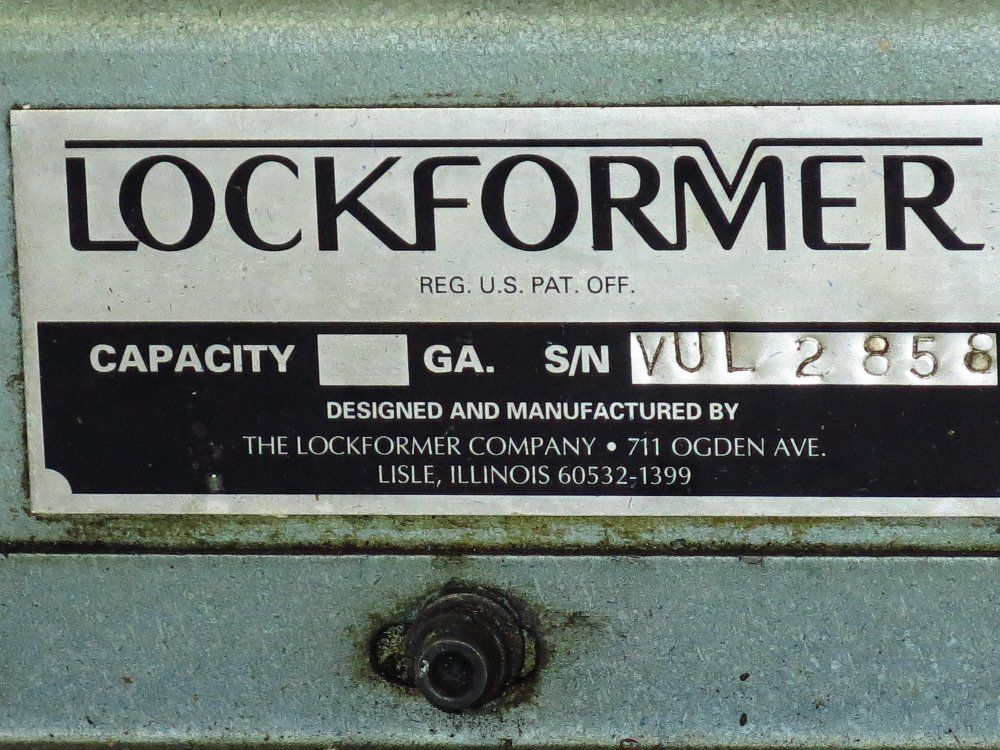 LOCKFORMER
REG. U.S. PAT. OFF.
CAPACITY GA. S/N VUL 2858
DESIGNED AND MANUFACTURED BY
THE LOCKFORMER COMPANY • 711 OGDEN AVE.
LISLE, ILLINOIS 60532-1399